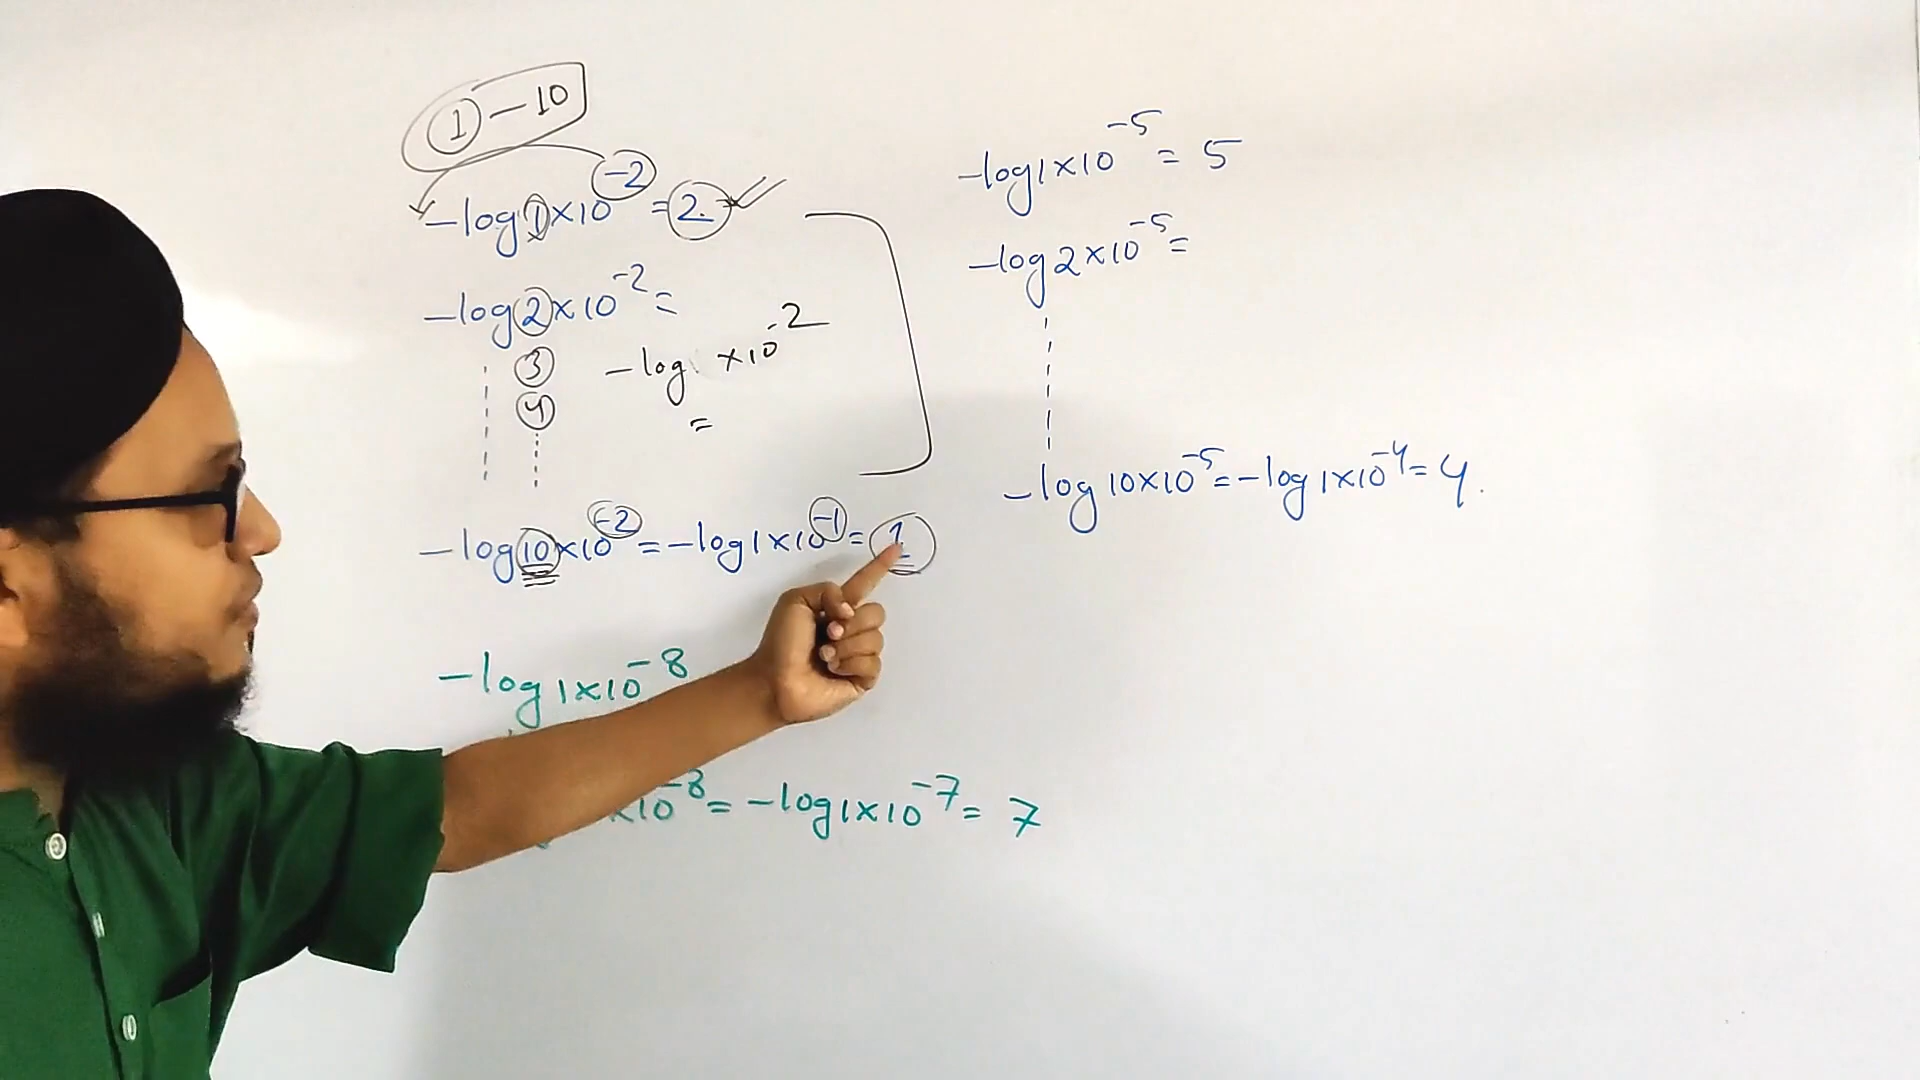 1 - 10
-log 1×10⁻² = 2.
-log 2×10⁻² =
3
4
-log ×10⁻²
=
-log 10×10⁻² = -log 1×10⁻¹ = 1
-log 1×10⁻⁸
×10⁻⁸ = -log 1×10⁻⁷ = 7
-log 1×10⁻⁵ = 5
-log 2×10⁻⁵ =
-log 10×10⁻⁵ = -log 1×10⁻⁴ = 4.